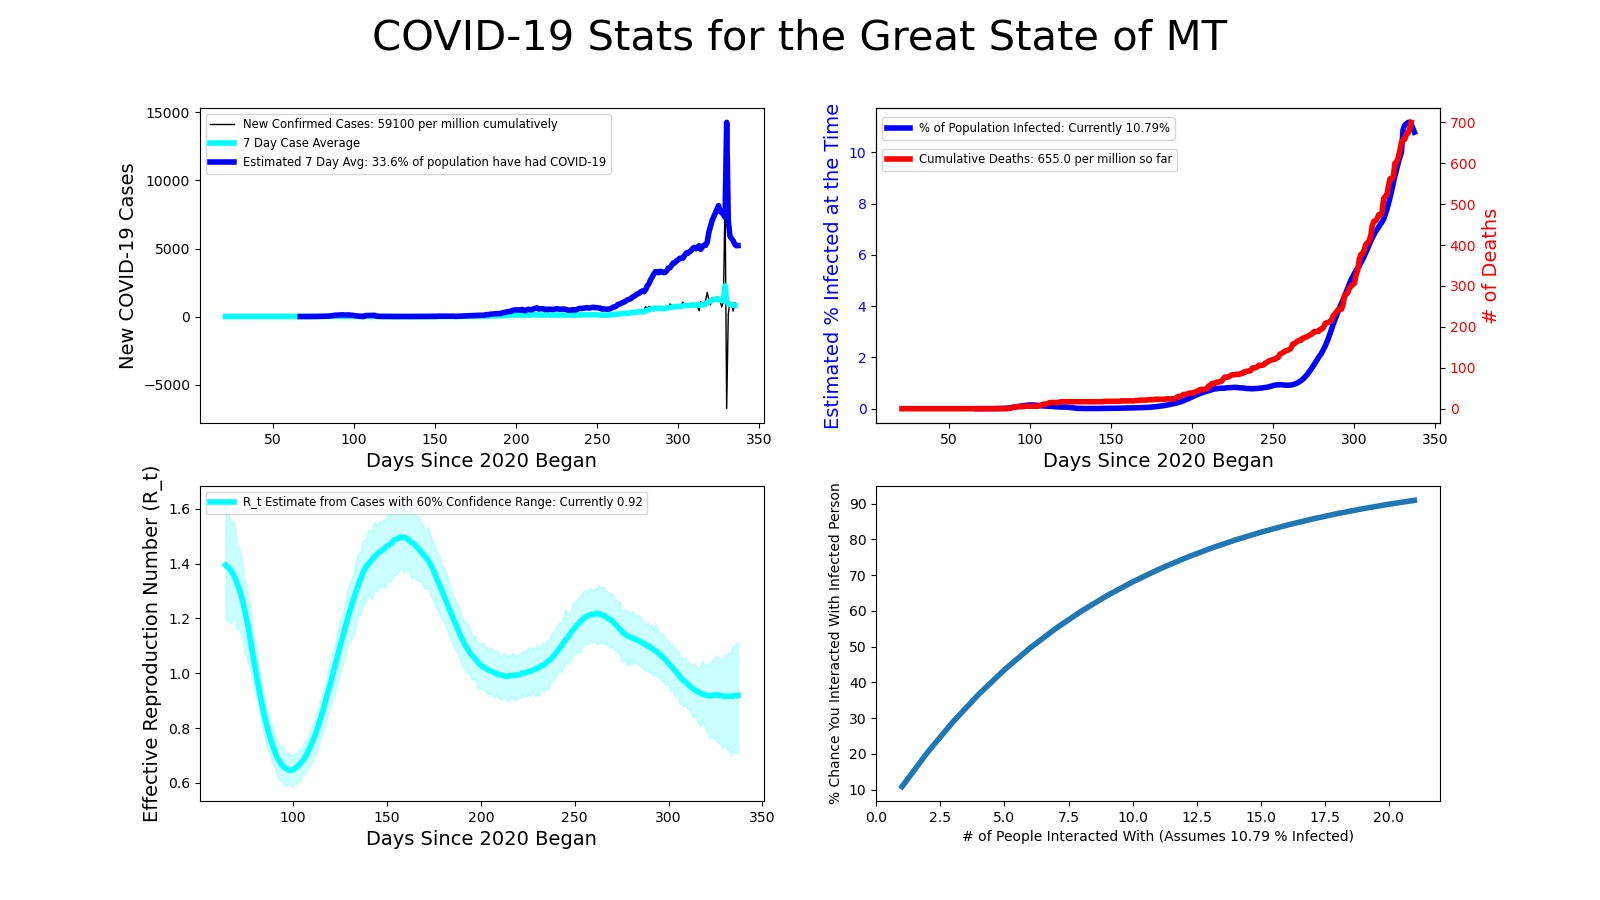 COVID-19 Stats for the Great State of MT
New COVID-19 Cases
15000
10000
5000
0
−5000
New Confirmed Cases: 59100 per million cumulatively
7 Day Case Average
Estimated 7 Day Avg: 33.6% of population have had COVID-19
50 100 150 200 250 300 350
Days Since 2020 Began
Estimated % Infected at the Time
10
8
6
4
2
0
% of Population Infected: Currently 10.79%
Cumulative Deaths: 655.0 per million so far
700
600
500
400
300
200
100
0
# of Deaths
50 100 150 200 250 300 350
Days Since 2020 Began
Effective Reproduction Number (R_t)
1.6
1.4
1.2
1.0
0.8
0.6
R_t Estimate from Cases with 60% Confidence Range: Currently 0.92
100 150 200 250 300 350
Days Since 2020 Began
% Chance You Interacted With Infected Person
90
80
70
60
50
40
30
20
10
0.0 2.5 5.0 7.5 10.0 12.5 15.0 17.5 20.0
# of People Interacted With (Assumes 10.79 % Infected)